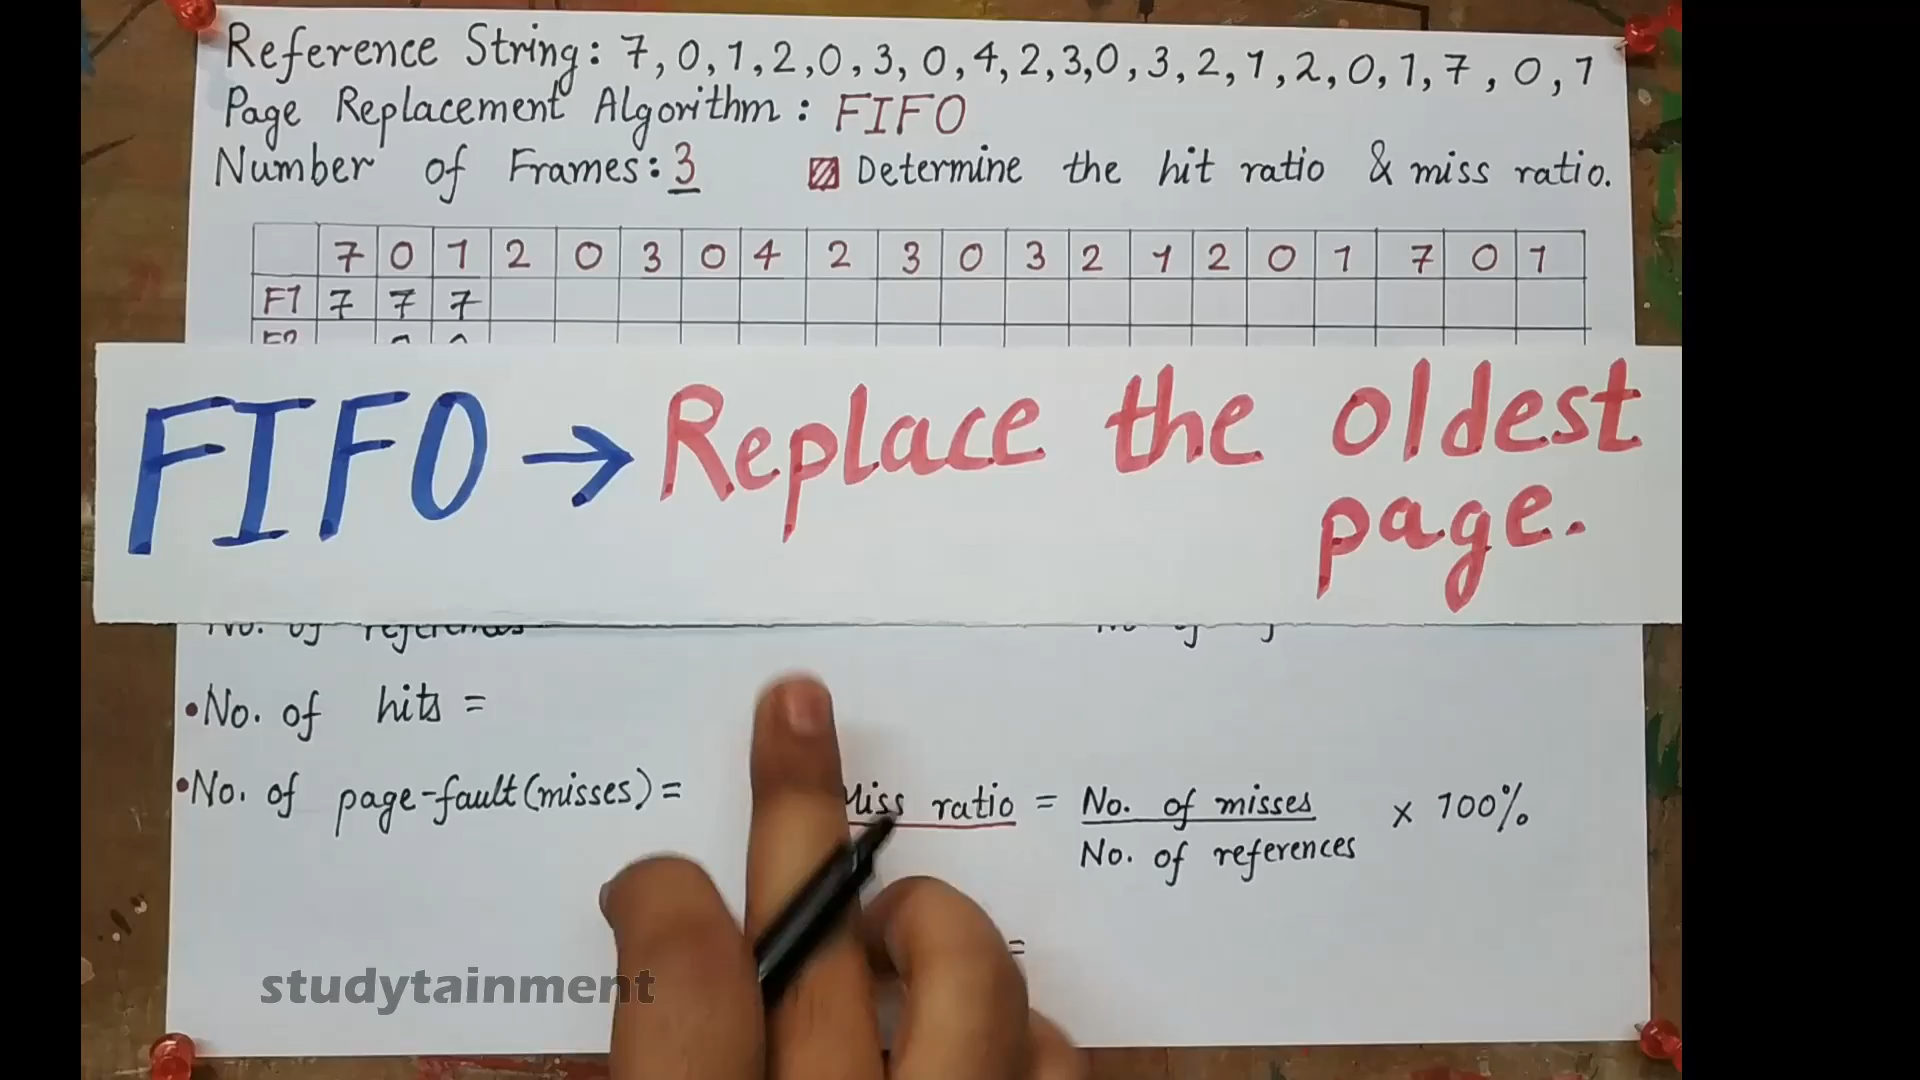 Reference String: 7, 0, 1, 2, 0, 3, 0, 4, 2, 3, 0, 3, 2, 1, 2, 0, 1, 7, 0, 1
Page Replacement Algorithm: FIFO
Number of Frames: 3 Determine the hit ratio & miss ratio.
7 0 1 2 0 3 0 4 2 3 0 3 2 1 2 0 1 7 0 1
F1 7 7 7
FIFO → Replace the oldest
page.
No. of references
•No. of hits =
•No. of page-fault(misses) = Miss ratio = No. of misses × 100%
No. of references
=
studytainment